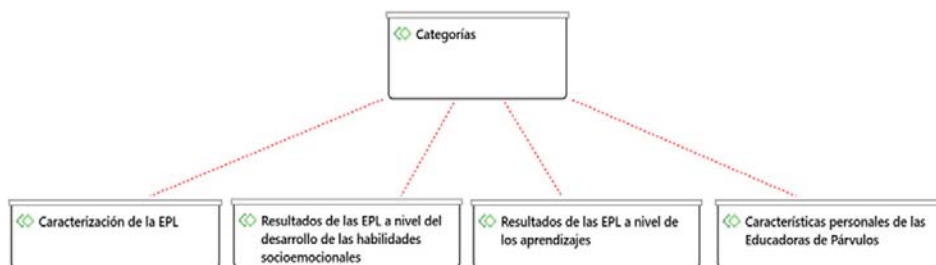 Categorías
Caracterización de la EPL
Resultados de las EPL a nivel del
desarrollo de las habilidades
socioemocionales
Resultados de las EPL a nivel de
los aprendizajes
Características personales de las
Educadoras de Párvulos